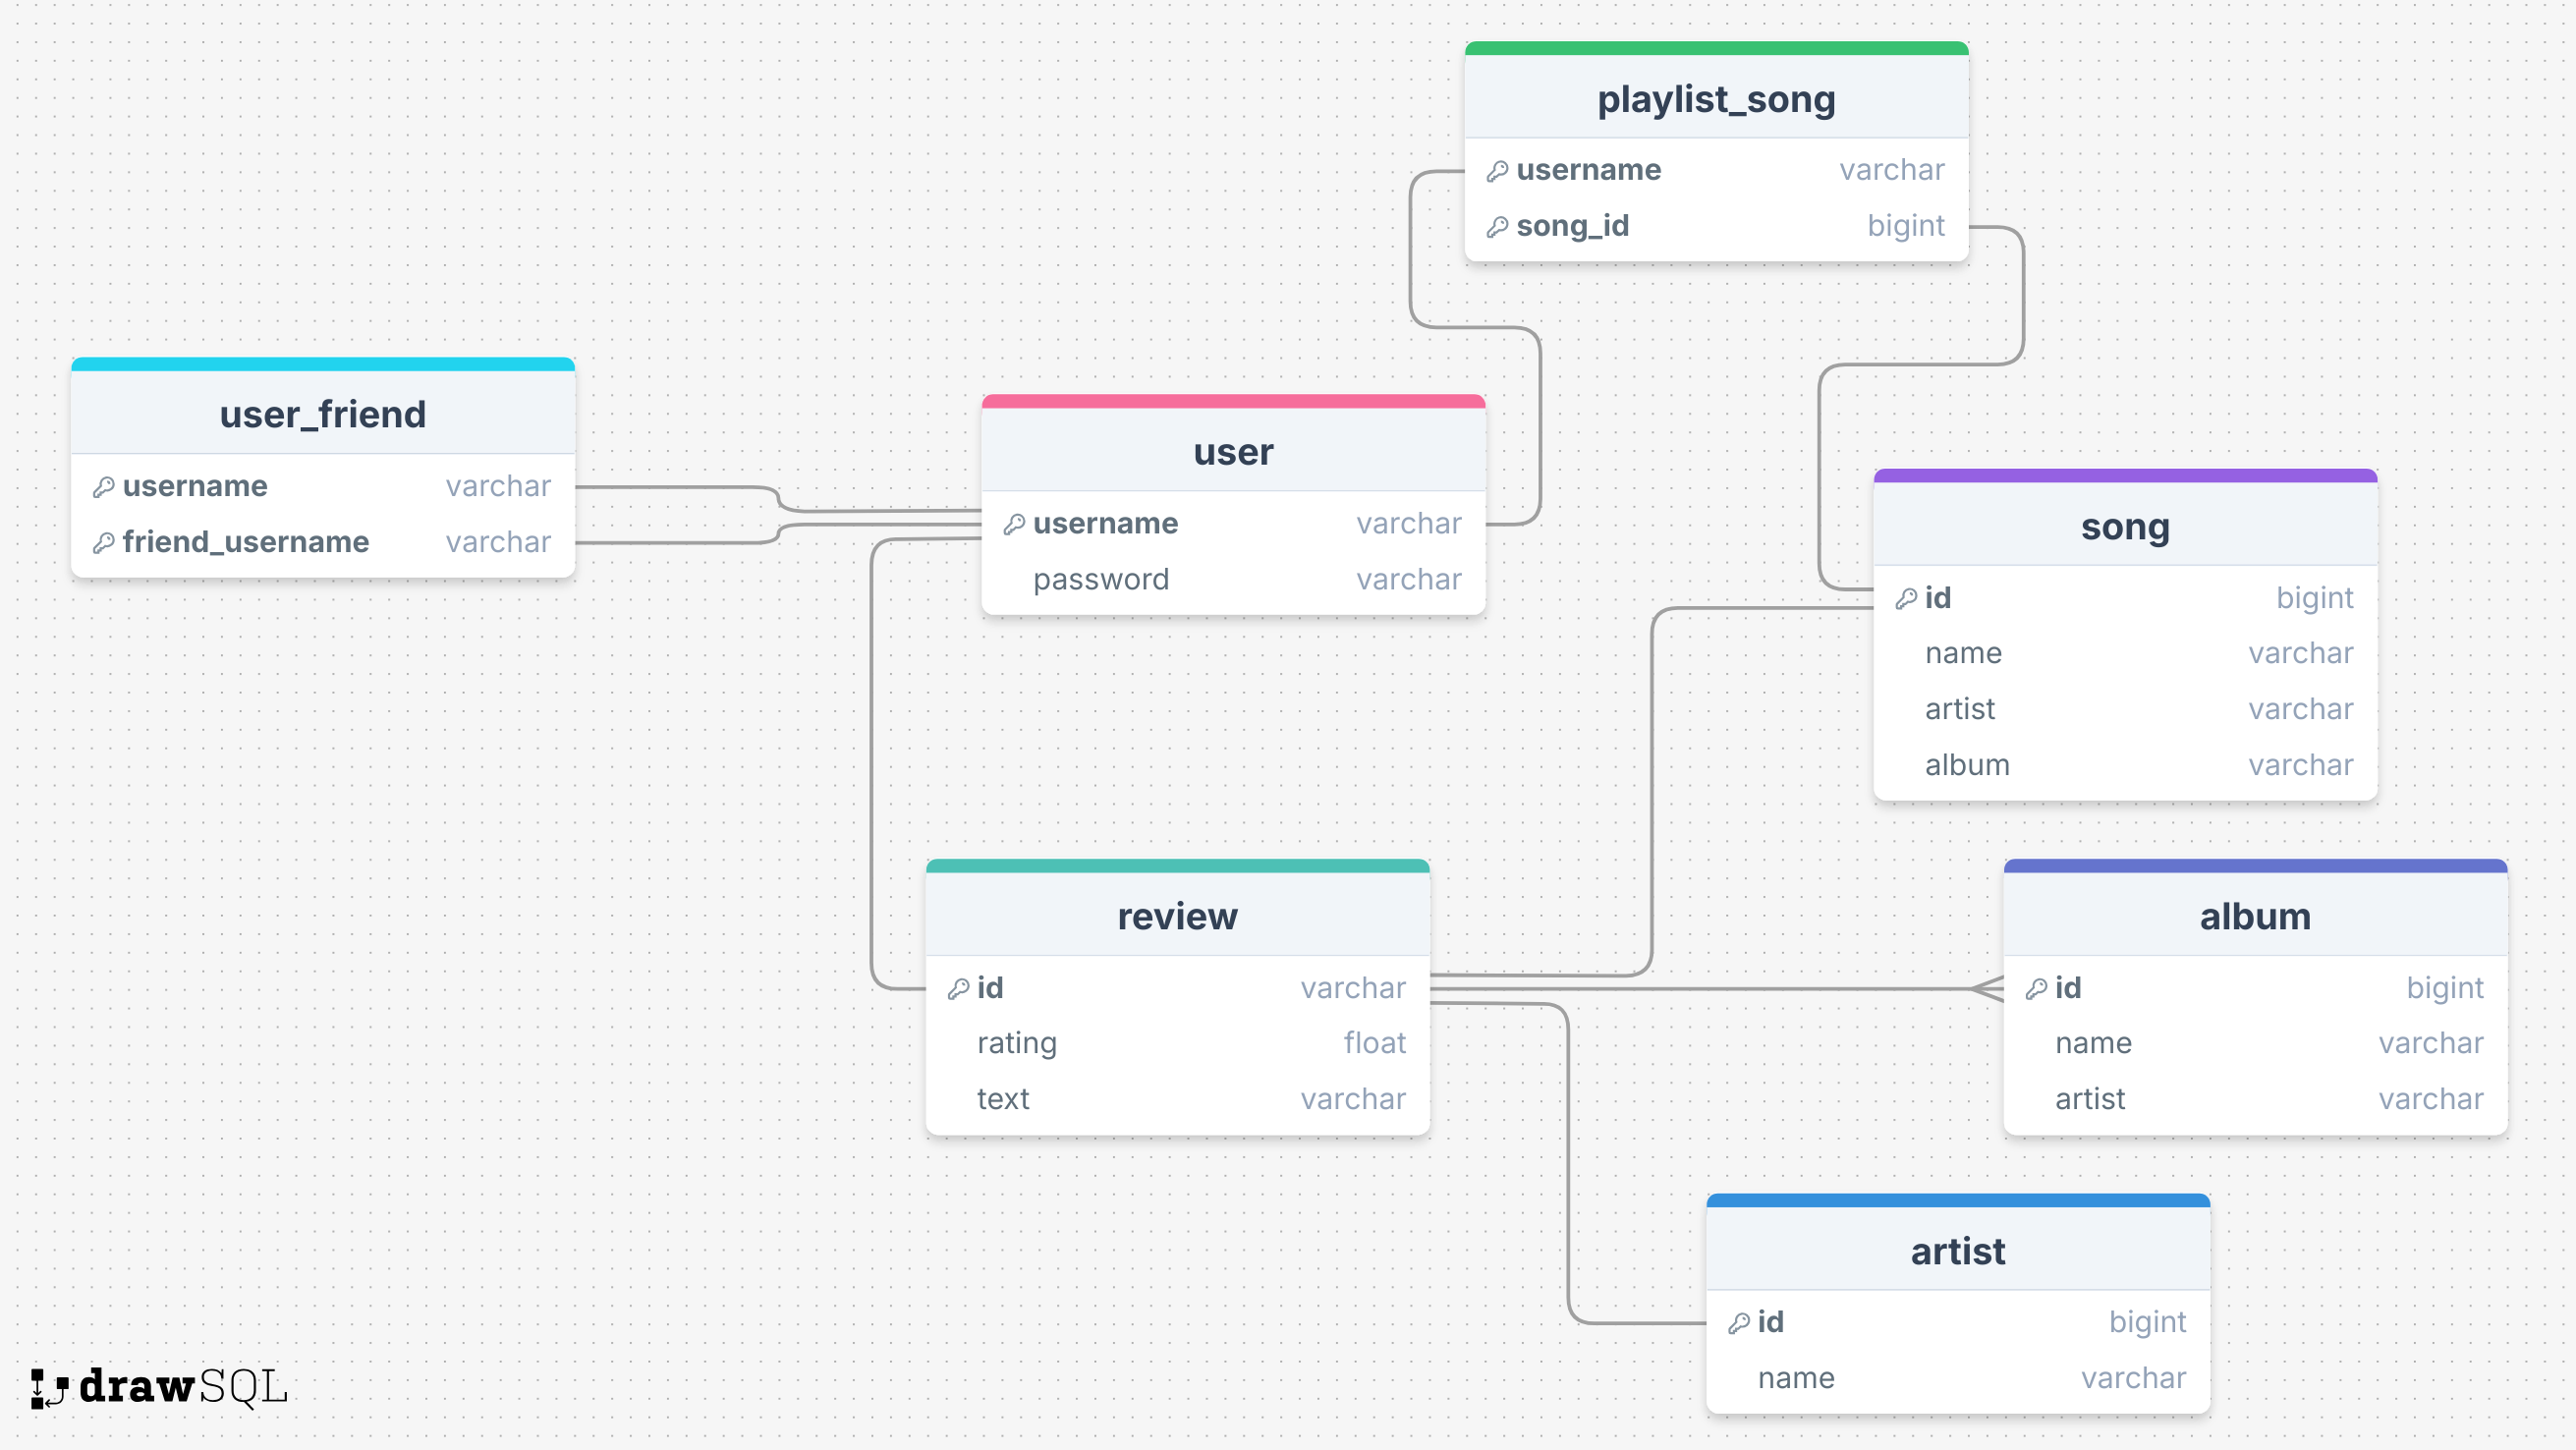 playlist_song
username varchar
song_id bigint
user_friend
username varchar
friend_username varchar
user
username varchar
password varchar
song
id bigint
name varchar
artist varchar
album varchar
review
id varchar
rating float
text varchar
album
id bigint
name varchar
artist varchar
artist
id bigint
name varchar
drawSQL